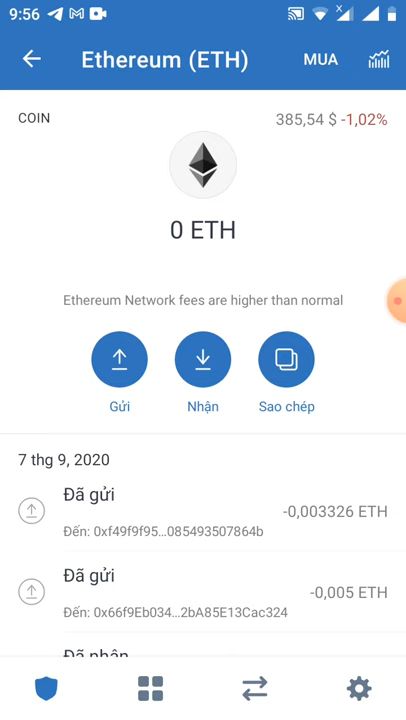 9:56
Ethereum (ETH)
MUA
COIN
385,54 $ -1,02%
0 ETH
Ethereum Network fees are higher than normal
Gửi
Nhận
Sao chép
7 thg 9, 2020
Đã gửi
-0,003326 ETH
Đến: 0xf49f9f95...085493507864b
Đã gửi
-0,005 ETH
Đến: 0x66f9Eb034...2bA85E13Cac324
Đã nhận